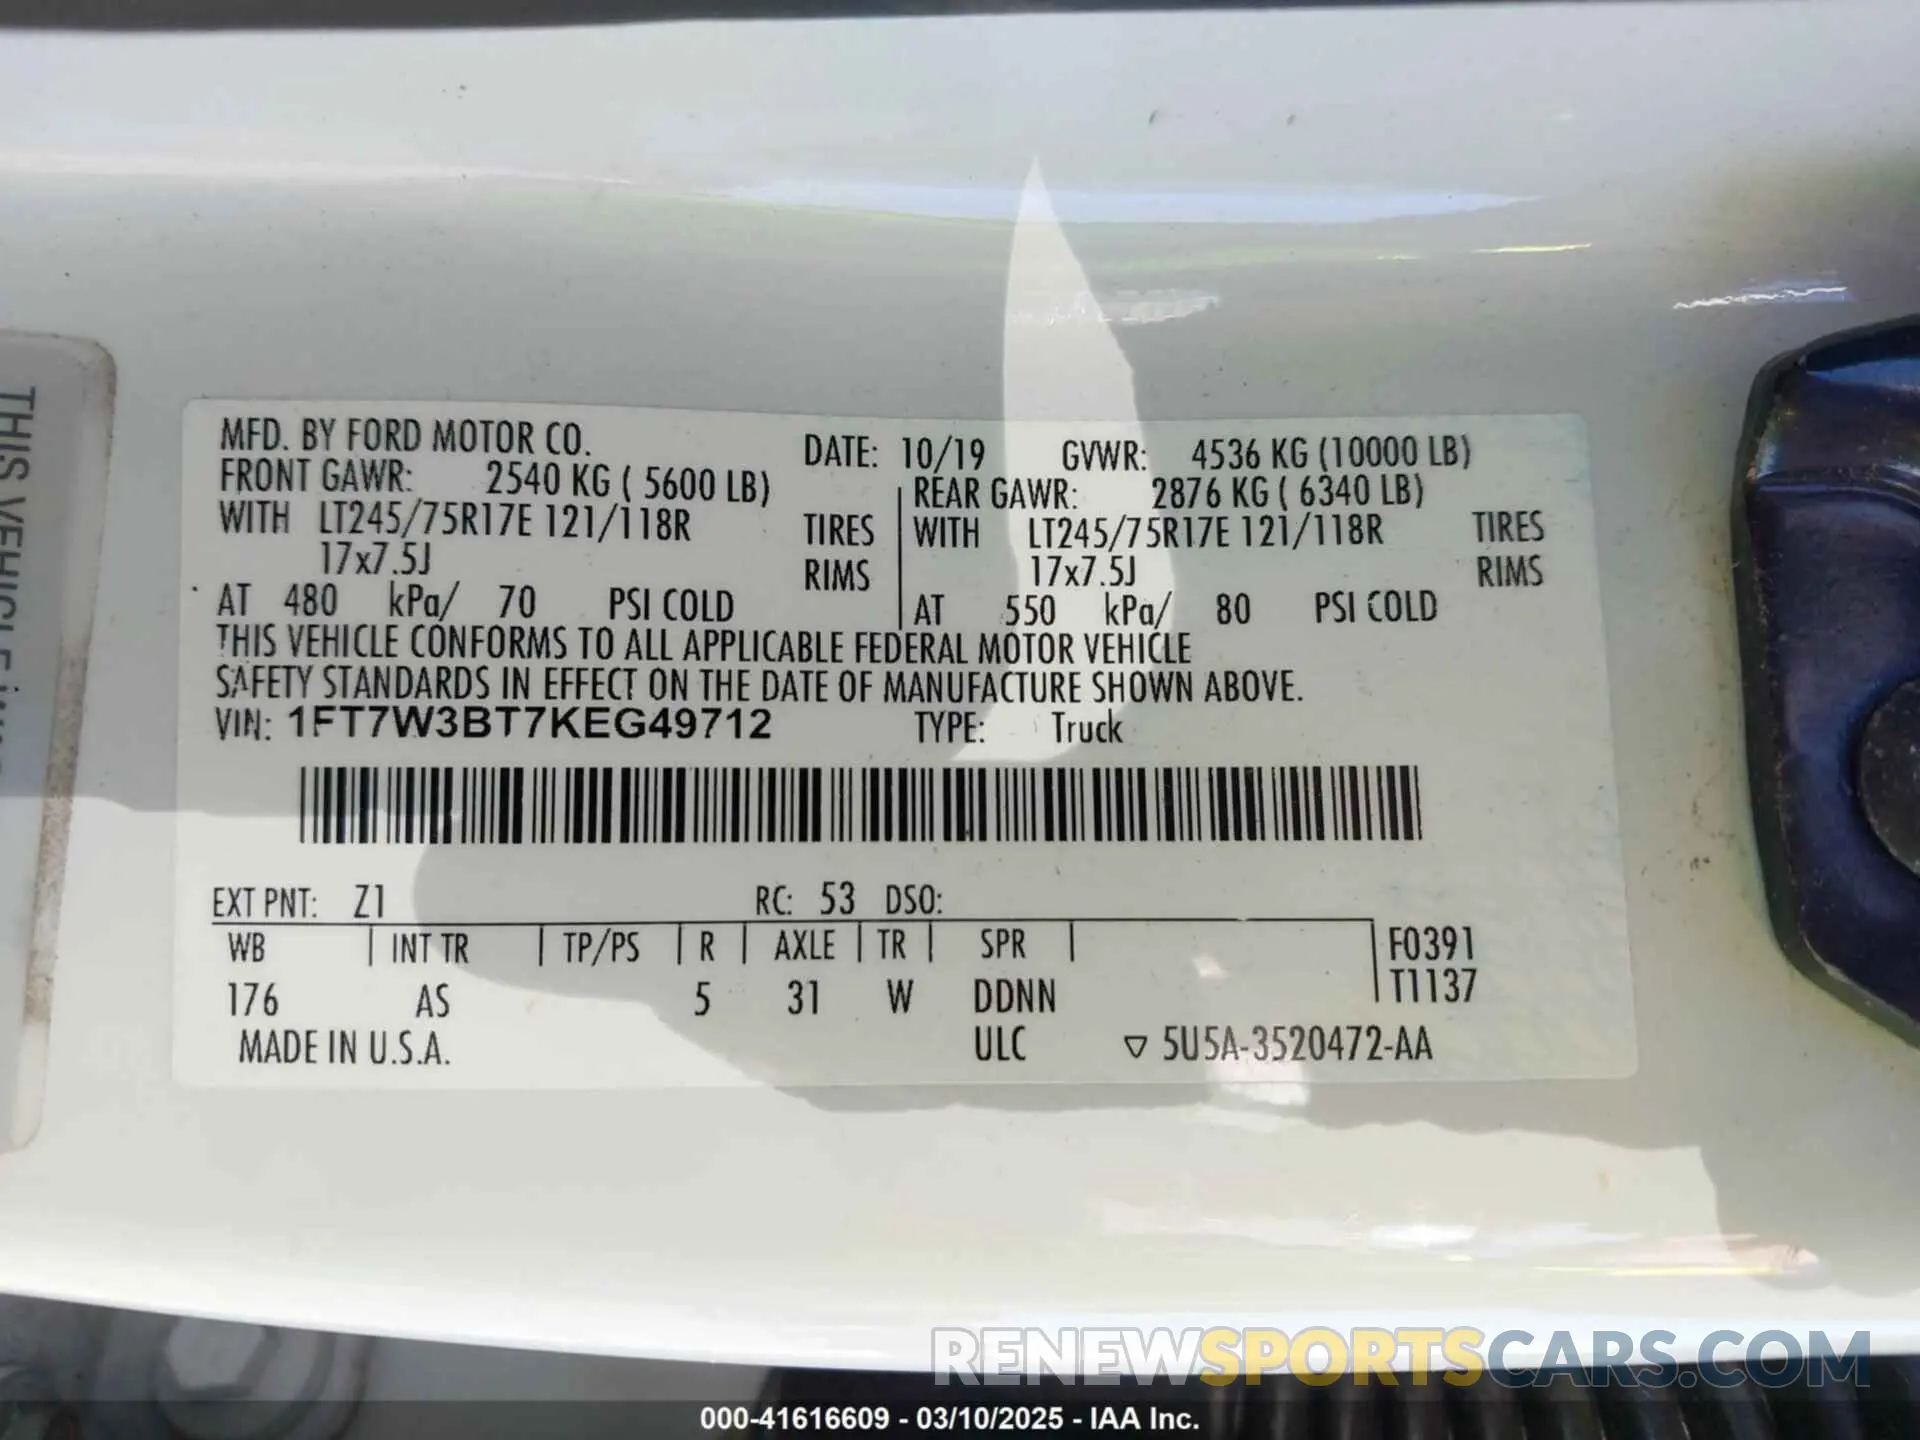 MFD. BY FORD MOTOR CO.
DATE: 10/19 GVWR: 4536 KG (10000 LB)
FRONT GAWR: 2540 KG ( 5600 LB)
REAR GAWR: 2876 KG ( 6340 LB)
WITH LT245/75R17E 121/118R TIRES
WITH LT245/75R17E 121/118R TIRES
17x7.5J RIMS
17x7.5J RIMS
AT 480 kPa/ 70 PSI COLD
AT 550 kPa/ 80 PSI COLD
THIS VEHICLE CONFORMS TO ALL APPLICABLE FEDERAL MOTOR VEHICLE
SAFETY STANDARDS IN EFFECT ON THE DATE OF MANUFACTURE SHOWN ABOVE.
VIN: 1FT7W3BT7KEG49712 TYPE: Truck
EXT PNT: Z1 RC: 53 DSO:
WB INT TR TP/PS R AXLE TR SPR F0391
176 AS 5 31 W DDNN T1137
MADE IN U.S.A. ULC ▽ 5U5A-3520472-AA
THIS VEHICLE
RENEWSPORTSCARS.COM
000-41616609 - 03/10/2025 - IAA Inc.